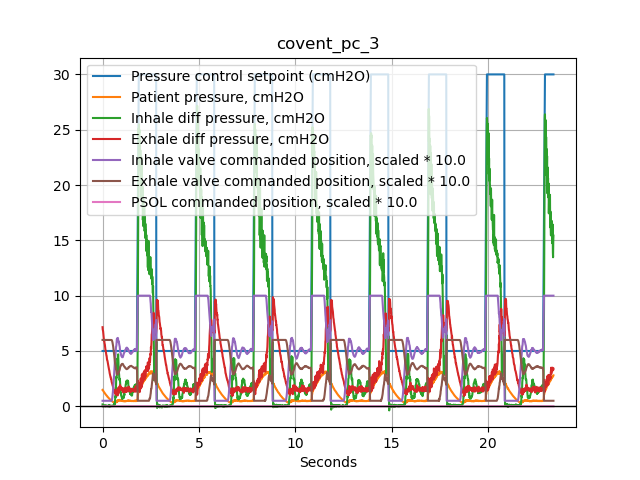 covent_pc_3
30
25
20
15
10
5
0
Pressure control setpoint (cmH2O)
Patient pressure, cmH2O
Inhale diff pressure, cmH2O
Exhale diff pressure, cmH2O
Inhale valve commanded position, scaled * 10.0
Exhale valve commanded position, scaled * 10.0
PSOL commanded position, scaled * 10.0
0 5 10 15 20
Seconds